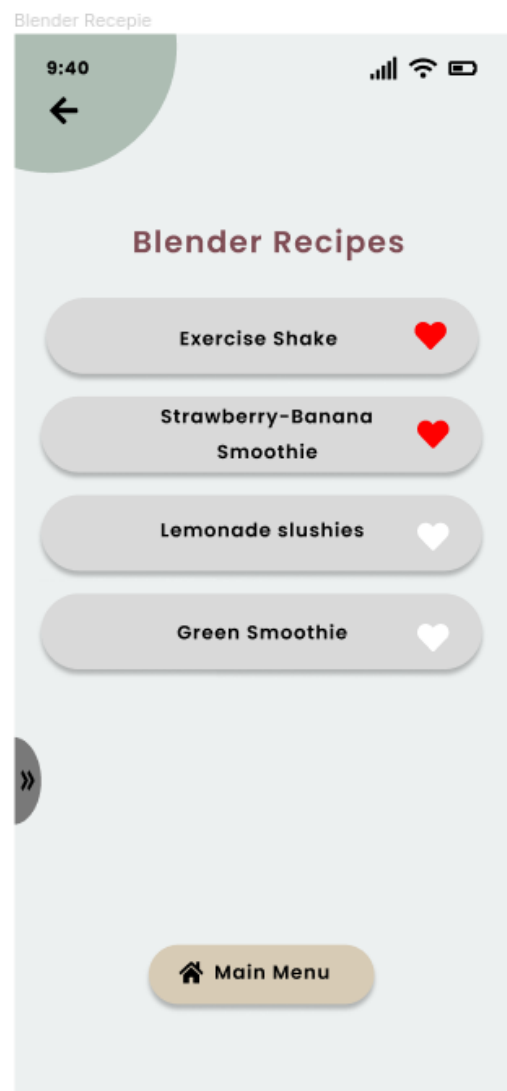 Blender Recepie
9:40
Blender Recipes
Exercise Shake
Strawberry-Banana
Smoothie
Lemonade slushies
Green Smoothie
»
Main Menu